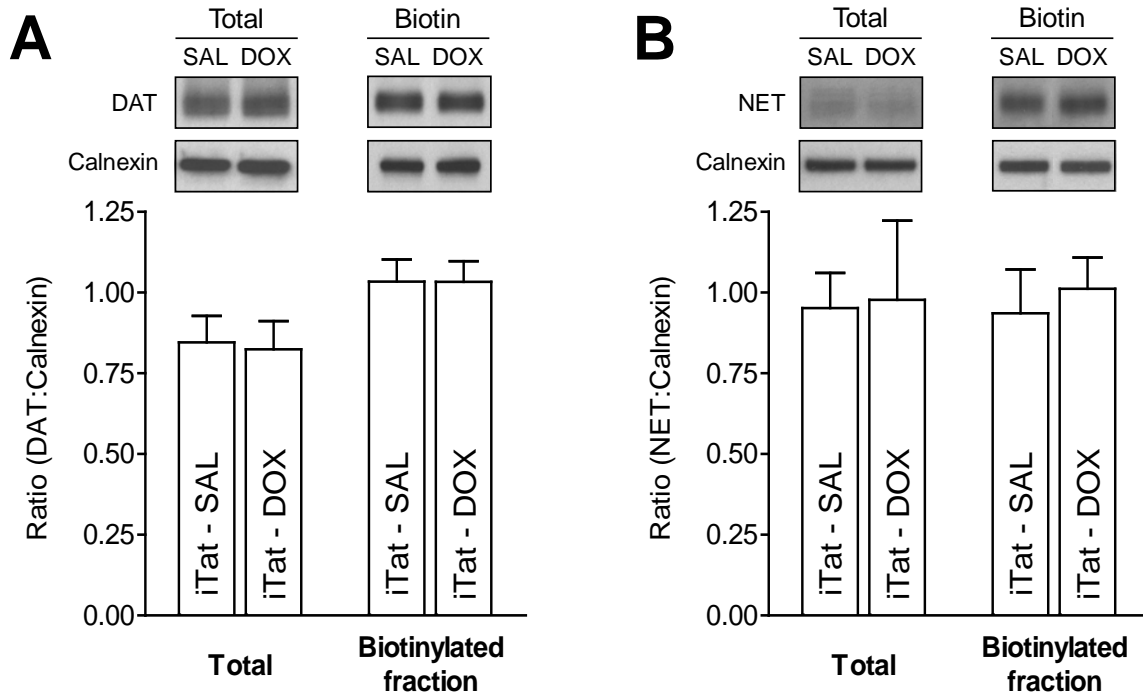 A
Total
Biotin
SAL DOX
SAL DOX
DAT
Calnexin
1.25
1.00
0.75
0.50
0.25
0.00
Ratio (DAT:Calnexin)
iTat - SAL
iTat - DOX
iTat - SAL
iTat - DOX
Total
Biotinylated
fraction
B
Total
Biotin
SAL DOX
SAL DOX
NET
Calnexin
1.25
1.00
0.75
0.50
0.25
0.00
Ratio (NET:Calnexin)
iTat - SAL
iTat - DOX
iTat - SAL
iTat - DOX
Total
Biotinylated
fraction